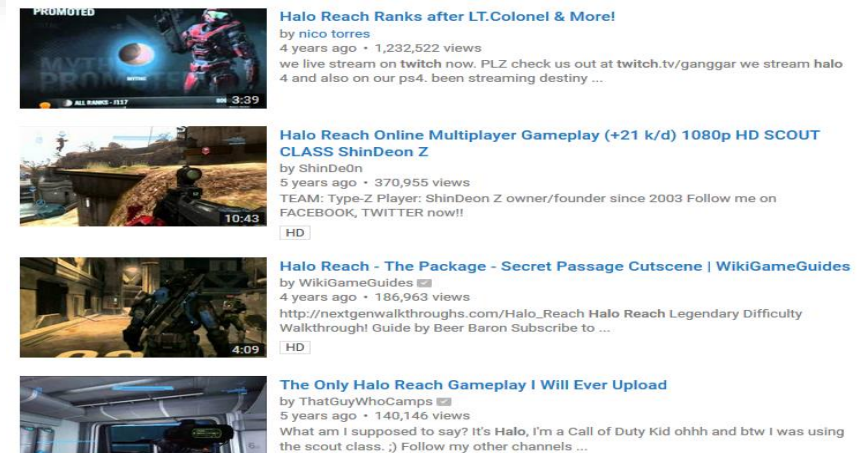 PROMOTED
MYTHIC
ALL RANKS - J117
3:39
Halo Reach Ranks after LT.Colonel & More!
by nico torres
4 years ago • 1,232,522 views
we live stream on twitch now. PLZ check us out at twitch.tv/ganggar we stream halo
4 and also on our ps4. been streaming destiny ...
10:43
Halo Reach Online Multiplayer Gameplay (+21 k/d) 1080p HD SCOUT
CLASS ShinDeon Z
by ShinDe0n
5 years ago • 370,955 views
TEAM: Type-Z Player: ShinDeon Z owner/founder since 2003 Follow me on
FACEBOOK, TWITTER now!!
HD
4:09
Halo Reach - The Package - Secret Passage Cutscene | WikiGameGuides
by WikiGameGuides
4 years ago • 186,963 views
http://nextgenwalkthroughs.com/Halo_Reach Halo Reach Legendary Difficulty
Walkthrough! Guide by Beer Baron Subscribe to ...
HD
The Only Halo Reach Gameplay I Will Ever Upload
by ThatGuyWhoCamps
5 years ago • 140,146 views
What am I supposed to say? It's Halo, I'm a Call of Duty Kid ohhh and btw I was using
the scout class. ;) Follow my other channels ...